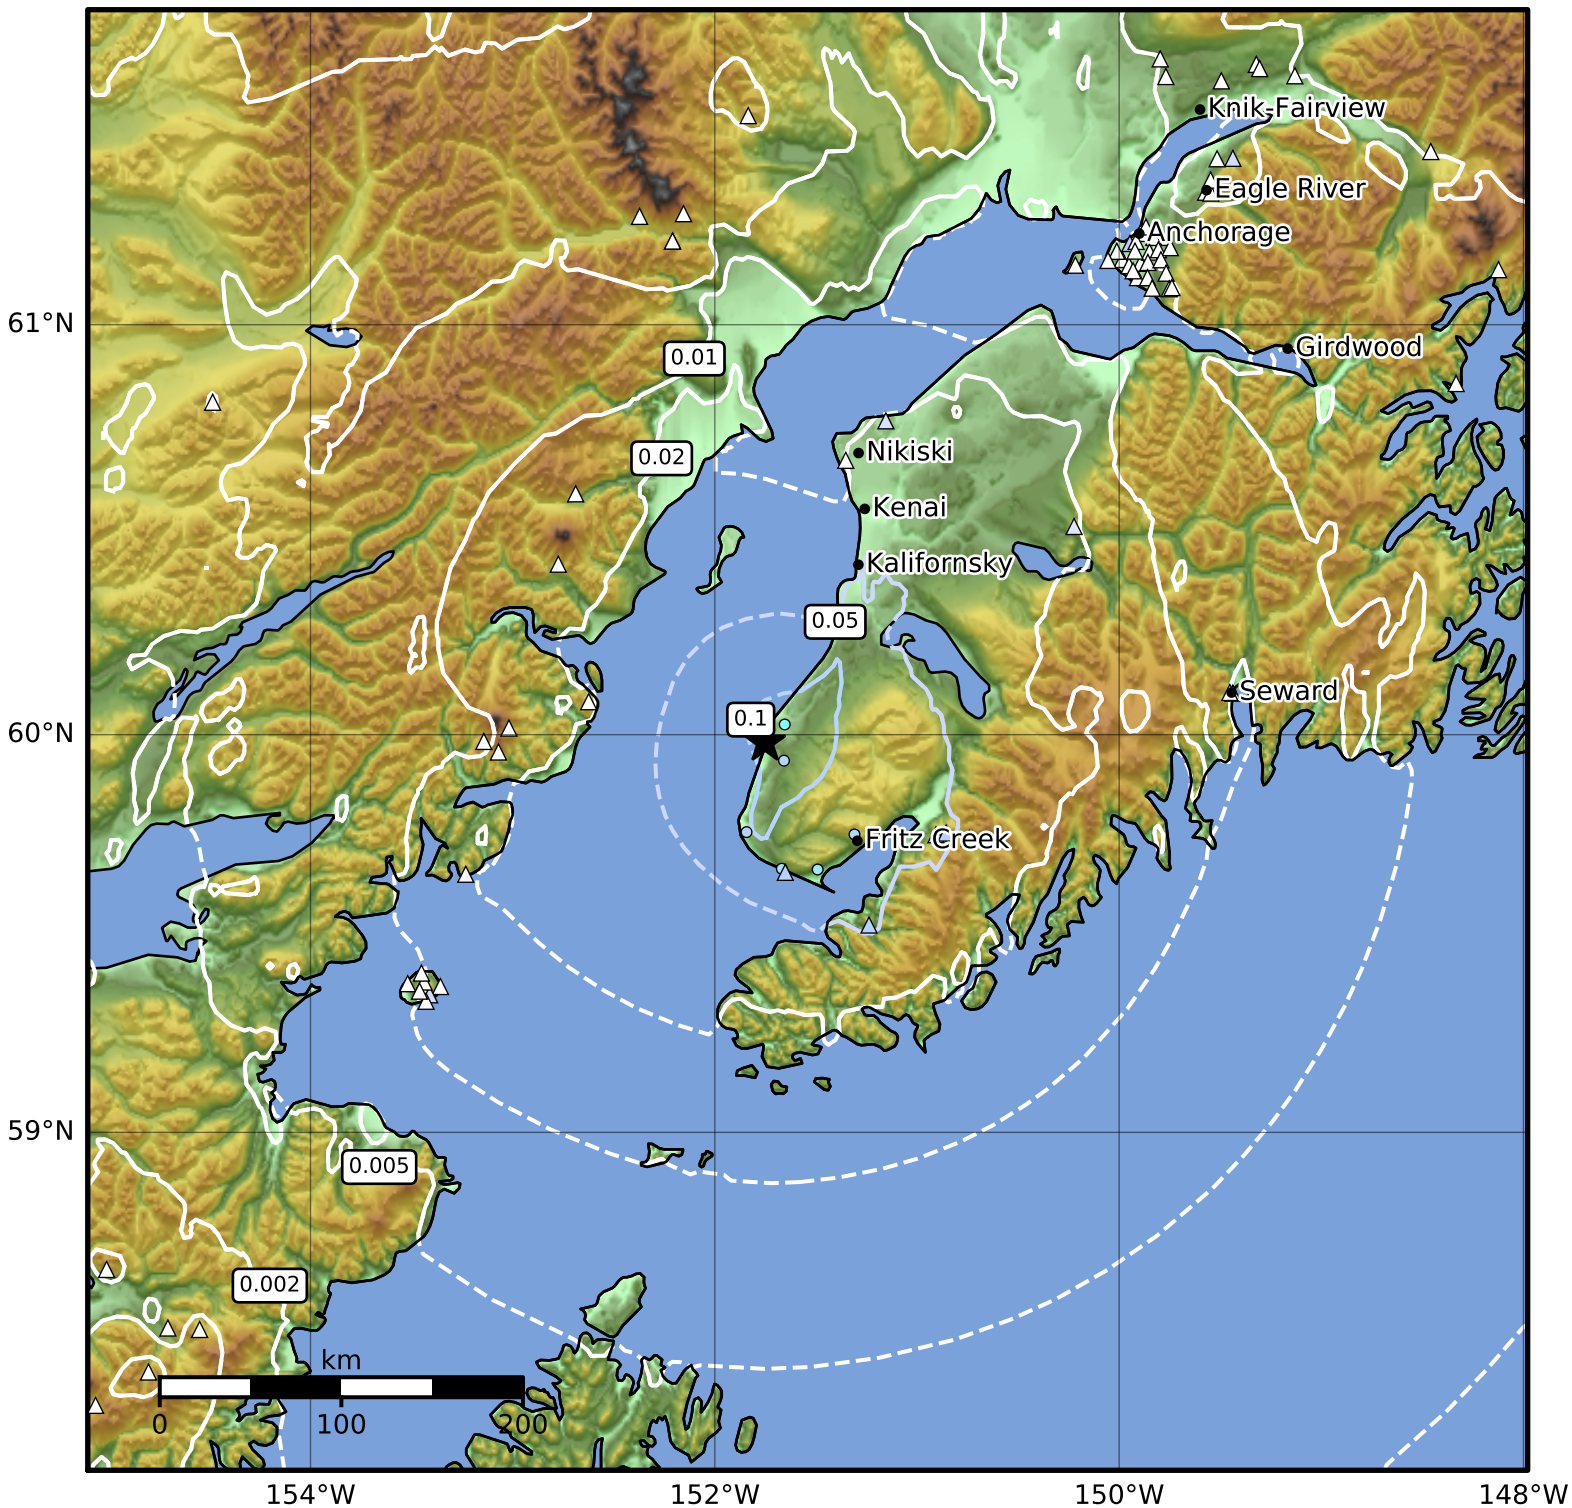 Knik-Fairview
Eagle River
Anchorage
61°N
Girdwood
0.01
Nikiski
0.02
Kenai
Kalifornsky
0.05
Seward
0.1
60°N
Fritz Creek
59°N
0.005
0.002
km
0 100 200
154°W 152°W 150°W 148°W